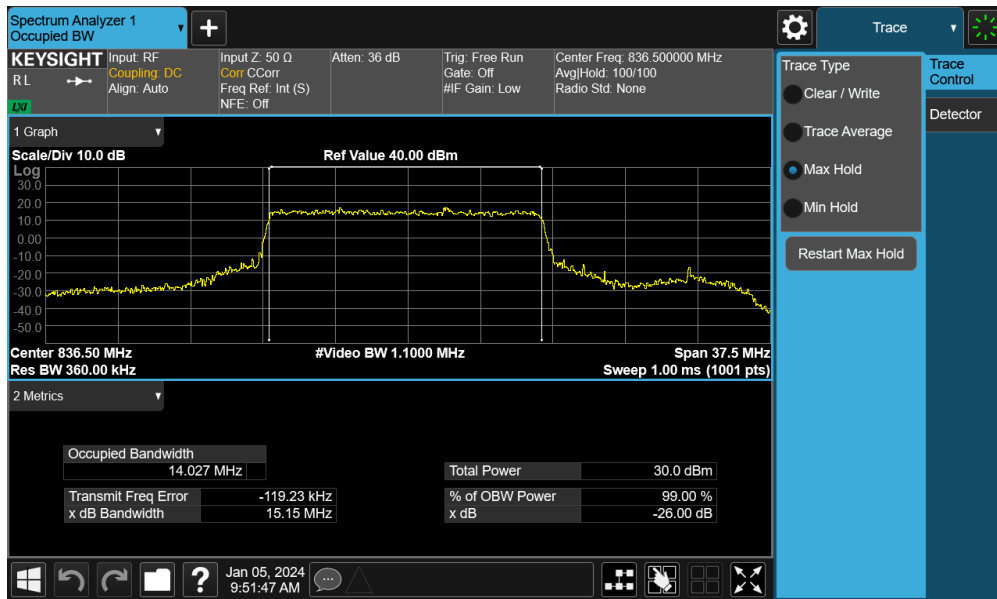 Spectrum Analyzer 1
Occupied BW
+
Trace
KEYSIGHT
R L
LXI
Input: RF
Coupling: DC
Align: Auto
Input Z: 50 Ω
Corr CCorr
Freq Ref: Int (S)
NFE: Off
Atten: 36 dB
Trig: Free Run
Gate: Off
#IF Gain: Low
Center Freq: 836.500000 MHz
Avg|Hold: 100/100
Radio Std: None
Trace Type
Clear / Write
Trace Average
Max Hold
Min Hold
Restart Max Hold
Trace
Control
Detector
1 Graph
Scale/Div 10.0 dB
Ref Value 40.00 dBm
Log
30.0
20.0
10.0
0.00
-10.0
-20.0
-30.0
-40.0
-50.0
Center 836.50 MHz
#Video BW 1.1000 MHz
Span 37.5 MHz
Res BW 360.00 kHz
Sweep 1.00 ms (1001 pts)
2 Metrics
Occupied Bandwidth
14.027 MHz
Total Power 30.0 dBm
Transmit Freq Error -119.23 kHz
% of OBW Power 99.00 %
x dB Bandwidth 15.15 MHz
x dB -26.00 dB
?
Jan 05, 2024
9:51:47 AM